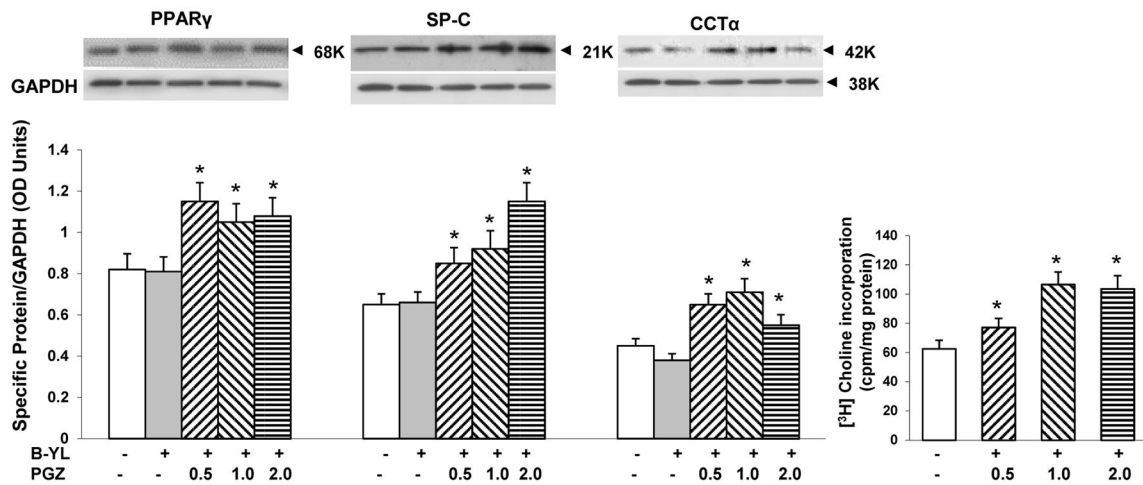 PPARγ SP-C CCTα
◄ 68K ◄ 21K ◄ 42K
GAPDH ◄ 38K
Specific Protein/GAPDH (OD Units)
1.4
1.2
1
0.8
0.6
0.4
0.2
0
* * *
* * *
* * *
B-YL - + + + + - + + + + - + + + +
PGZ - - 0.5 1.0 2.0 - - 0.5 1.0 2.0 - - 0.5 1.0 2.0
[³H] Choline incorporation
(cpm/mg protein)
140
120
100
80
60
40
20
0
* * *
- + + +
- 0.5 1.0 2.0